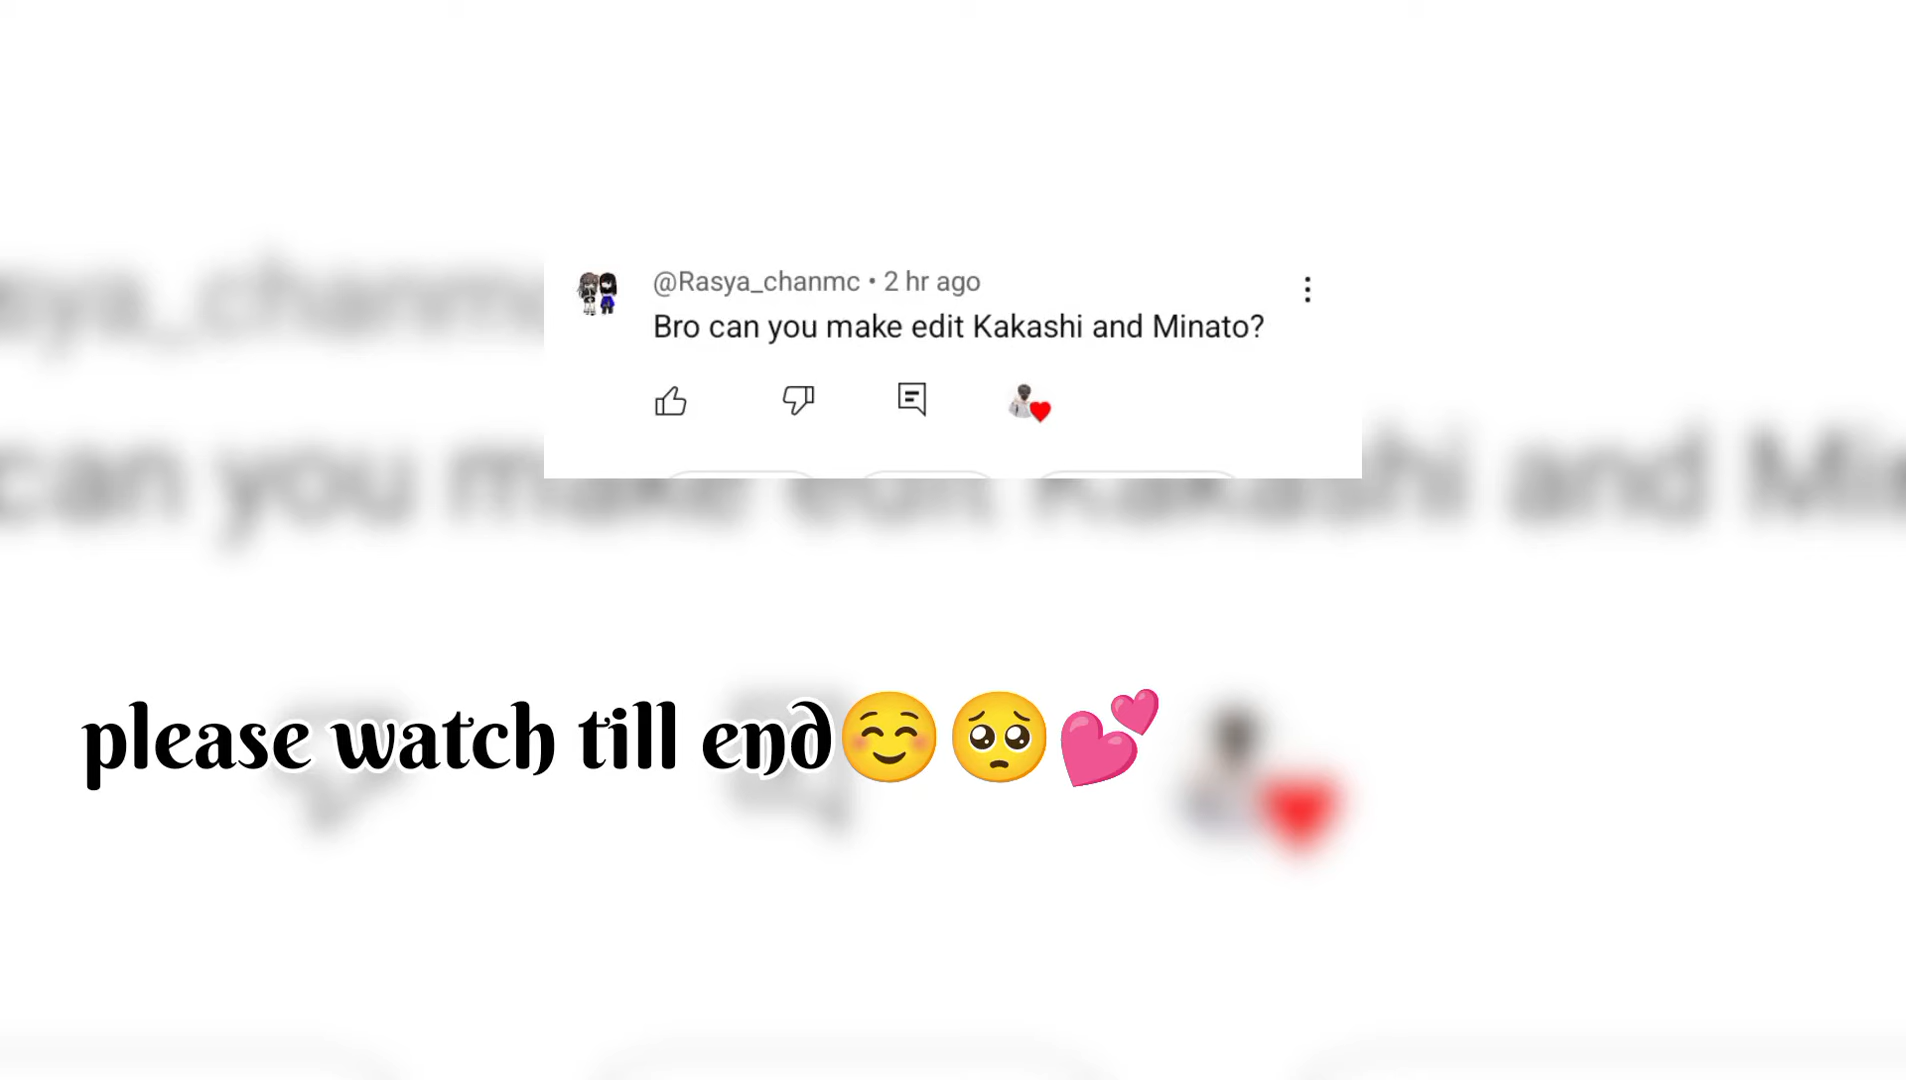 @Rasya_chanmc • 2 hr ago
Bro can you make edit Kakashi and Minato?
please watch till end☺️🥺💕